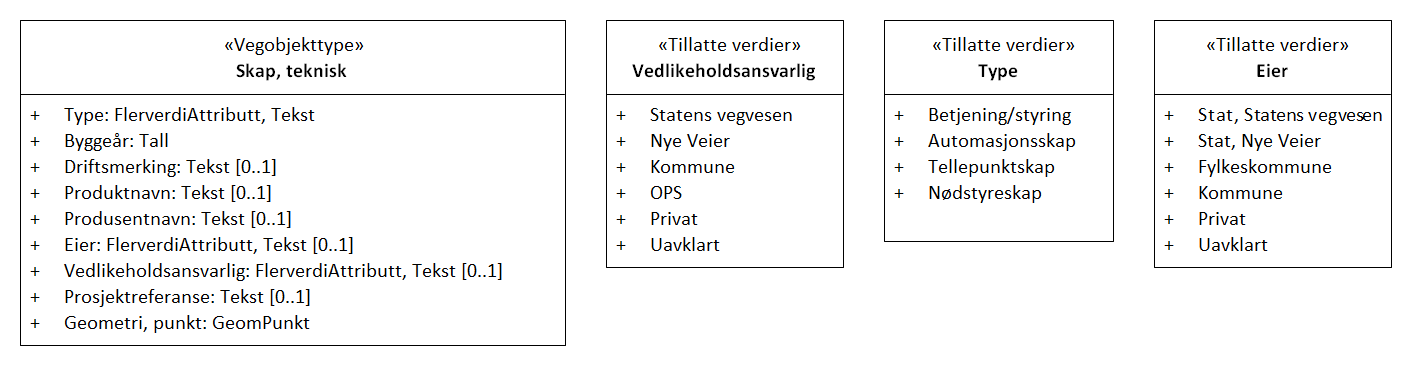 «Vegobjekttype»
Skap, teknisk
+ Type: FlerverdiAttributt, Tekst
+ Byggeår: Tall
+ Driftsmerking: Tekst [0..1]
+ Produktnavn: Tekst [0..1]
+ Produsentnavn: Tekst [0..1]
+ Eier: FlerverdiAttributt, Tekst [0..1]
+ Vedlikeholdsansvarlig: FlerverdiAttributt, Tekst [0..1]
+ Prosjektreferanse: Tekst [0..1]
+ Geometri, punkt: GeomPunkt
«Tillatte verdier»
Vedlikeholdsansvarlig
+ Statens vegvesen
+ Nye Veier
+ Kommune
+ OPS
+ Privat
+ Uavklart
«Tillatte verdier»
Type
+ Betjening/styring
+ Automasjonsskap
+ Tellepunktskap
+ Nødstyreskap
«Tillatte verdier»
Eier
+ Stat, Statens vegvesen
+ Stat, Nye Veier
+ Fylkeskommune
+ Kommune
+ Privat
+ Uavklart